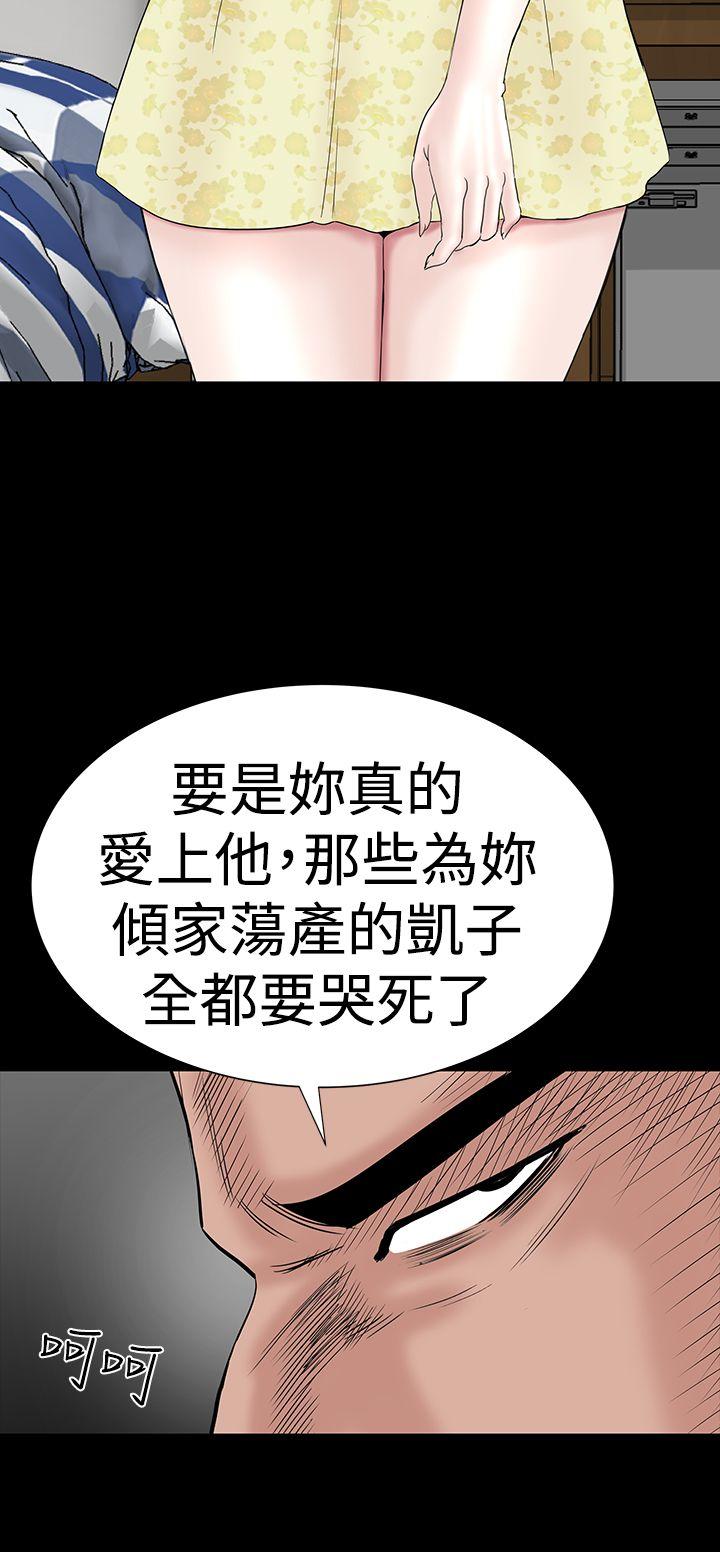 要是妳真的
愛上他，那些為妳
傾家蕩產的凱子
全都要哭死了
呵呵